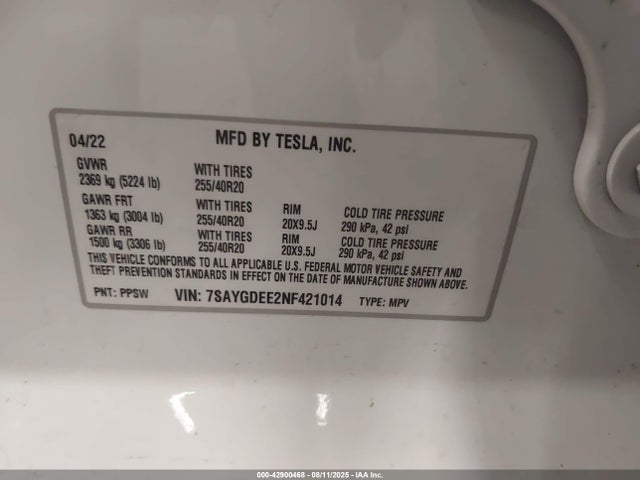 04/22 MFD BY TESLA, INC.
GVWR WITH TIRES
2369 kg (5224 lb) 255/40R20
GAWR FRT WITH TIRES RIM COLD TIRE PRESSURE
1363 kg (3004 lb) 255/40R20 20X9.5J 290 kPa, 42 psi
GAWR RR WITH TIRES RIM COLD TIRE PRESSURE
1500 kg (3306 lb) 255/40R20 20X9.5J 290 kPa, 42 psi
THIS VEHICLE CONFORMS TO ALL APPLICABLE U.S. FEDERAL MOTOR VEHICLE SAFETY AND
THEFT PREVENTION STANDARDS IN EFFECT ON THE DATE OF MANUFACTURE SHOWN ABOVE.
PNT: PPSW VIN: 7SAYGDEE2NF421014 TYPE: MPV
000-42900468 - 08/11/2025 - IAA Inc.